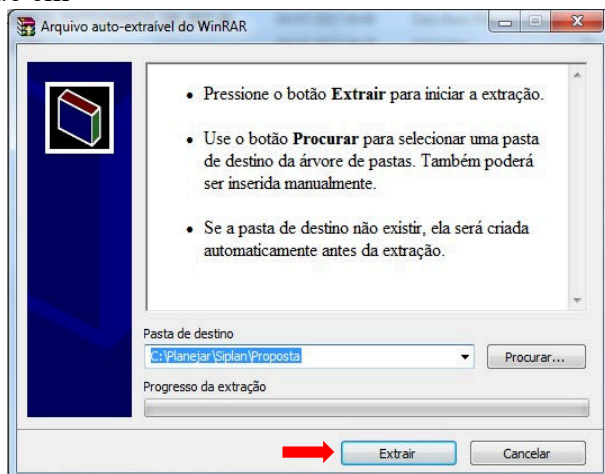 Arquivo auto-extraível do WinRAR
• Pressione o botão Extrair para iniciar a extração.
• Use o botão Procurar para selecionar uma pasta
de destino da árvore de pastas. Também poderá
ser inserida manualmente.
• Se a pasta de destino não existir, ela será criada
automaticamente antes da extração.
Pasta de destino
C:\Planejar\Siplan\Proposta
Procurar...
Progresso da extração
Extrair
Cancelar